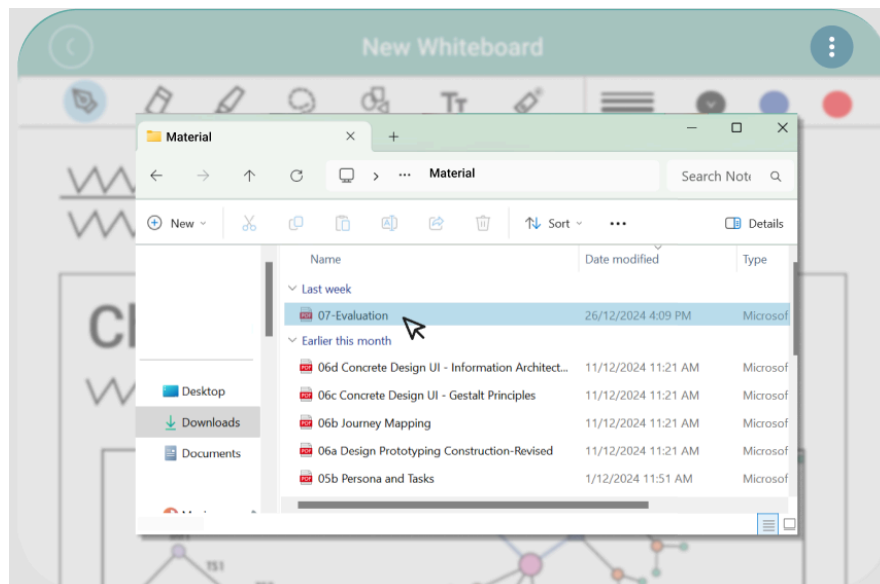 New Whiteboard
TT
Material
Material
Search Note
New
Sort
Details
Name Date modified Type
Last week
07-Evaluation 26/12/2024 4:09 PM Microsof
Earlier this month
06d Concrete Design UI - Information Architect... 11/12/2024 11:21 AM Microsof
06c Concrete Design UI - Gestalt Principles 11/12/2024 11:21 AM Microsof
06b Journey Mapping 11/12/2024 11:21 AM Microsof
06a Design Prototyping Construction-Revised 11/12/2024 11:21 AM Microsof
05b Persona and Tasks 1/12/2024 11:51 AM Microsof
Desktop
Downloads
Documents
TS1